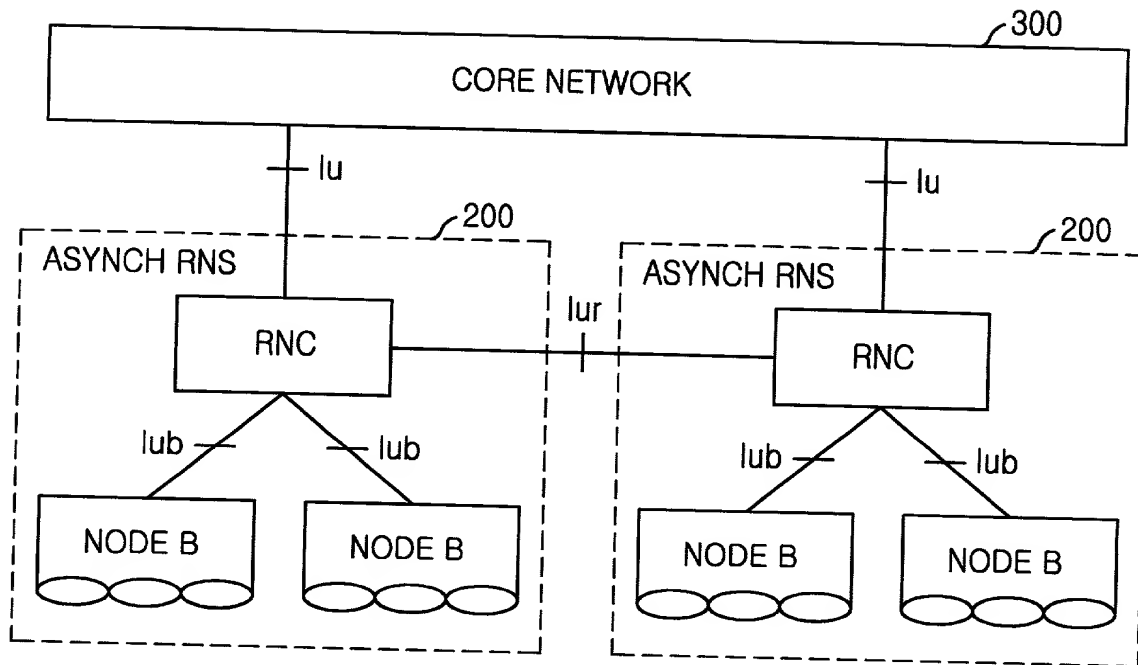 300
CORE NETWORK
Iu
Iu
200
200
ASYNCH RNS
ASYNCH RNS
Iur
RNC
RNC
Iub
Iub
Iub
Iub
NODE B
NODE B
NODE B
NODE B